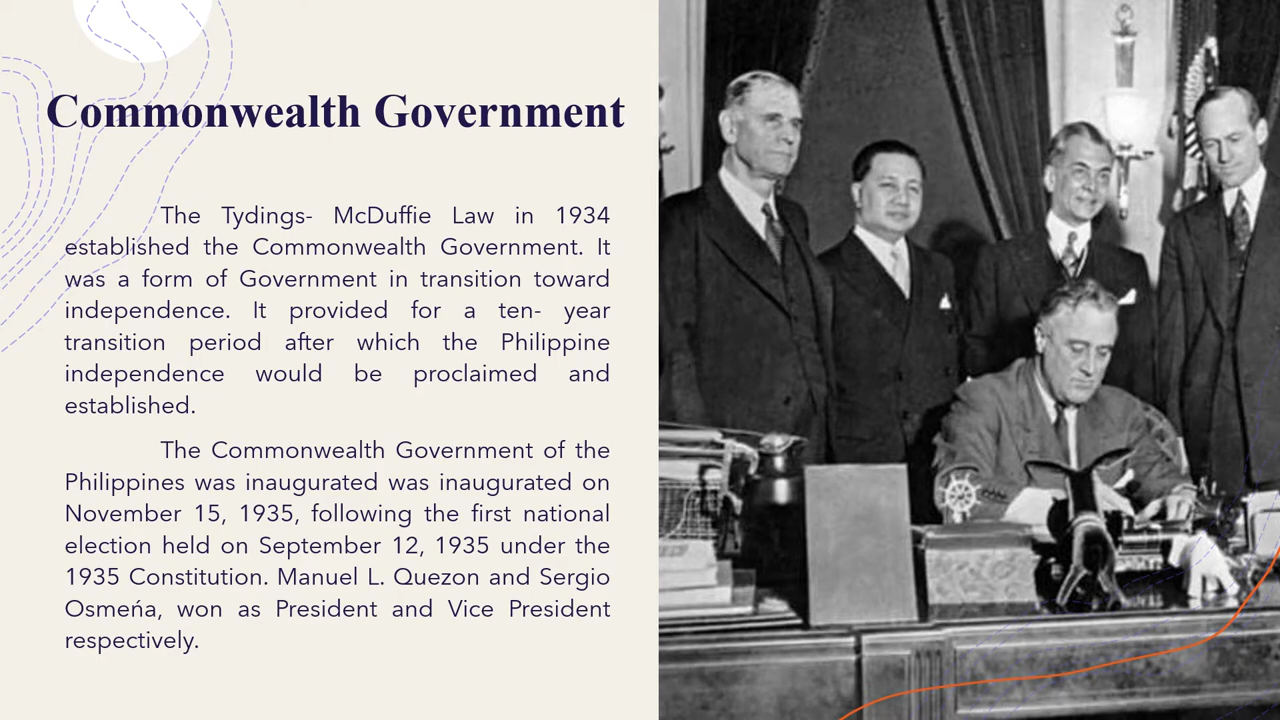 Commonwealth Government
The Tydings- McDuffie Law in 1934
established the Commonwealth Government. It
was a form of Government in transition toward
independence. It provided for a ten- year
transition period after which the Philippine
independence would be proclaimed and
established.
The Commonwealth Government of the
Philippines was inaugurated was inaugurated on
November 15, 1935, following the first national
election held on September 12, 1935 under the
1935 Constitution. Manuel L. Quezon and Sergio
Osmeńa, won as President and Vice President
respectively.